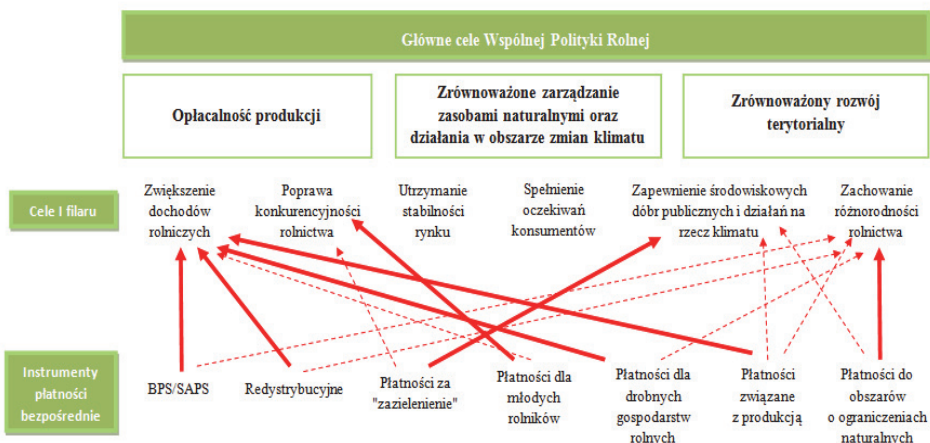 Główne cele Wspólnej Polityki Rolnej
Opłacalność produkcji
Zrównoważone zarządzanie
zasobami naturalnymi oraz
działania w obszarze zmian klimatu
Zrównoważony rozwój
terytorialny
Cele I filaru
Zwiększenie
dochodów
rolniczych
Poprawa
konkurencyjności
rolnictwa
Utrzymanie
stabilności
rynku
Spełnienie
oczekiwań
konsumentów
Zapewnienie środowiskowych
dóbr publicznych i działań na
rzecz klimatu
Zachowanie
różnorodności
rolnictwa
Instrumenty
płatności
bezpośrednie
BPS/SAPS
Redystrybucyjne
Płatności za
"zazielenienie"
Płatności dla
młodych
rolników
Płatności dla
drobnych
gospodarstw
rolnych
Płatności
związane
z produkcją
Płatności do
obszarów
o ograniczeniach
naturalnych